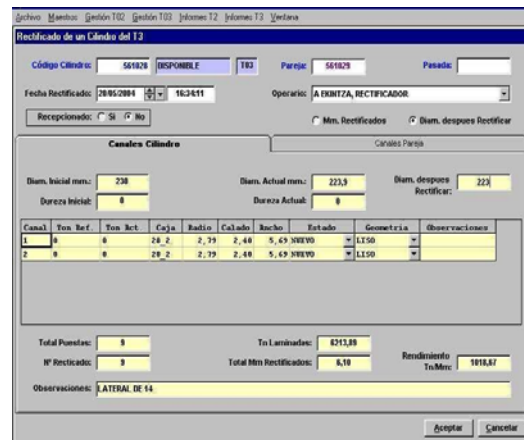 Archivo Maestros Gestión T02 Gestión T03 Informes T2 Informes T3 Ventana
Rectificado de un Cilindro del T3
Código Cilindro: 561028 DISPONIBLE T03 Pareja: 561029 Pasada:
Fecha Rectificado: 20/05/2004 16:34:11 Operario: A EKINTZA, RECTIFICADOR
Recepcionado: Si No Mm. Rectificados Diam. despues Rectificar
Canales Cilindro Canales Pareja
Diam. Inicial mm.: 230 Diam. Actual mm.: 223,9 Diam. despues Rectificar: 223
Dureza Inicial: 0 Dureza Actual: 0
Canal Ton Ref. Ton Act Caja Radio Calado Ancho Estado Geometria Observaciones
1 0 0 20_2 2,79 2,40 5,69 NUEVO LISO
2 0 0 20_2 2,79 2,40 5,69 NUEVO LISO
Total Puestas: 9 Tn Laminadas: 6213,89
Nº Recticado: 9 Total Mm Rectificados: 6,10 Rendimiento Tn/Mm: 1018,67
Observaciones: LATERAL DE 14
Aceptar Cancelar